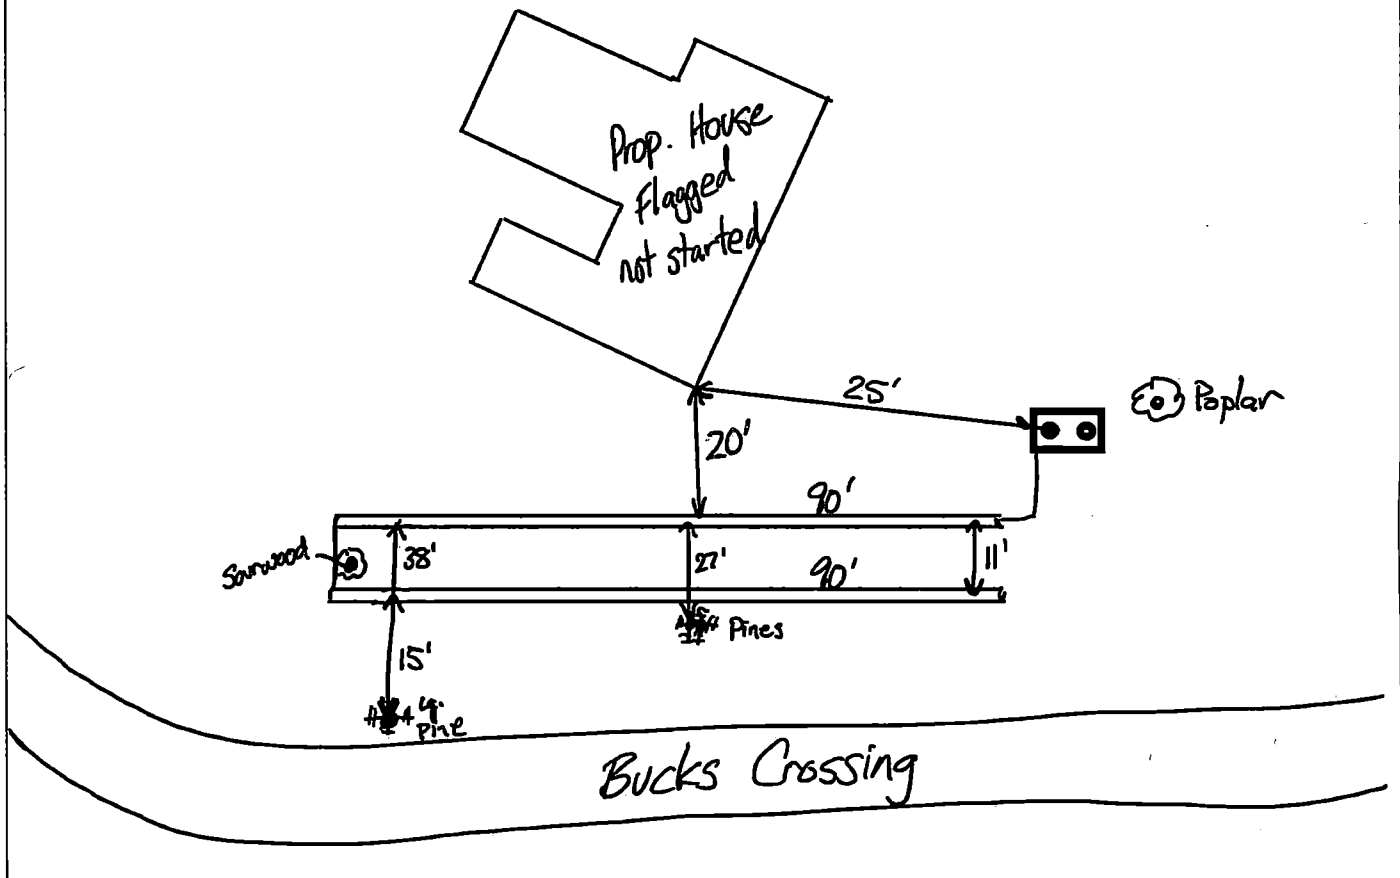 Prop. House
Flagged
not started
25'
Poplar
20'
90'
Sourwood
38'
27'
11'
90'
Pines
15'
Lg.
Pine
Bucks Crossing